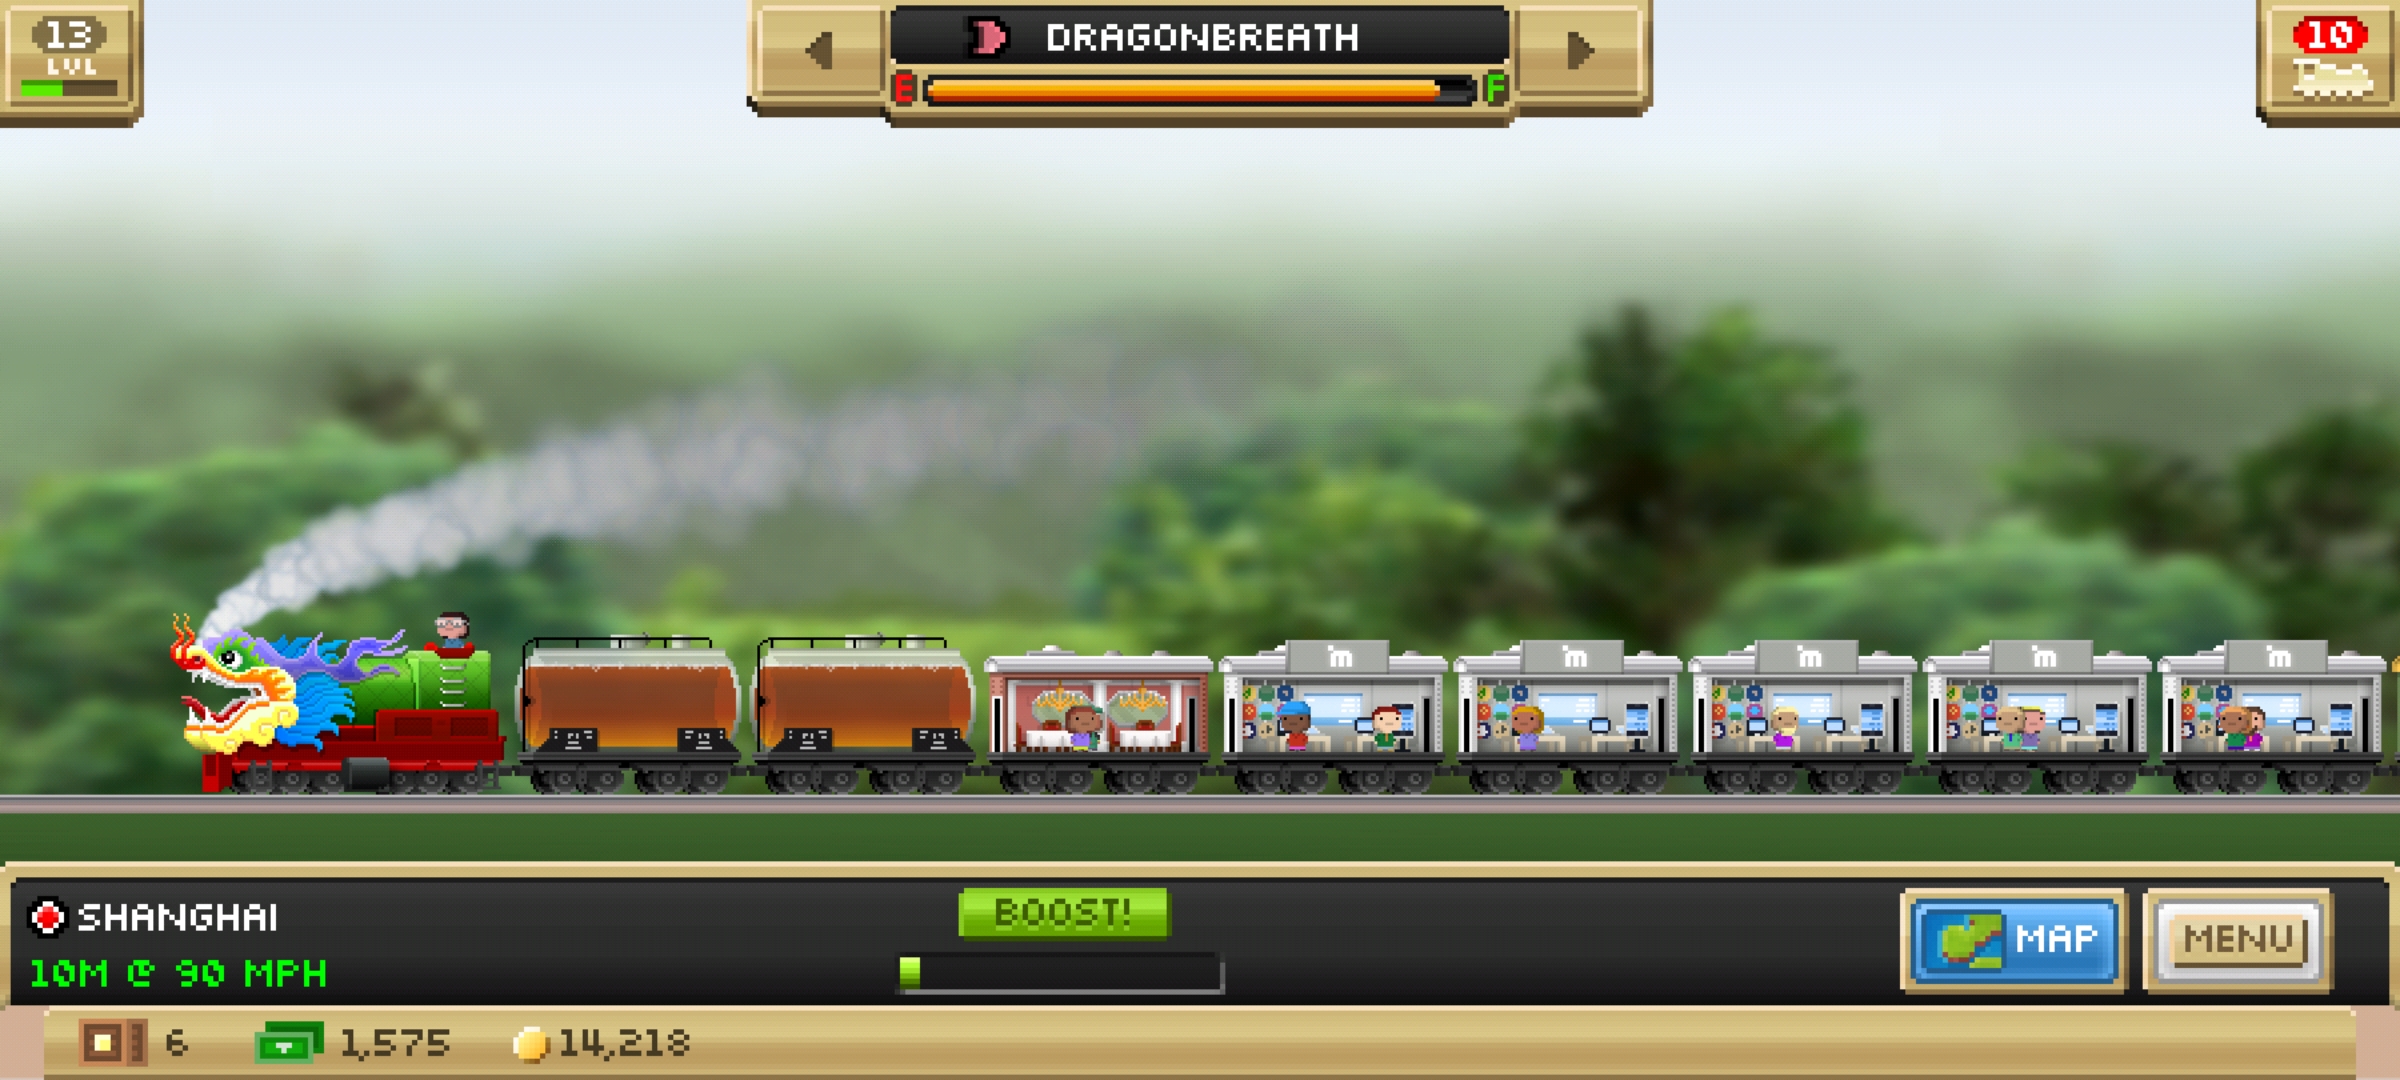 13
LVL
DRAGONBREATH
E F
10
SHANGHAI
10M @ 90 MPH
BOOST!
MAP
MENU
6
1,575
14,218